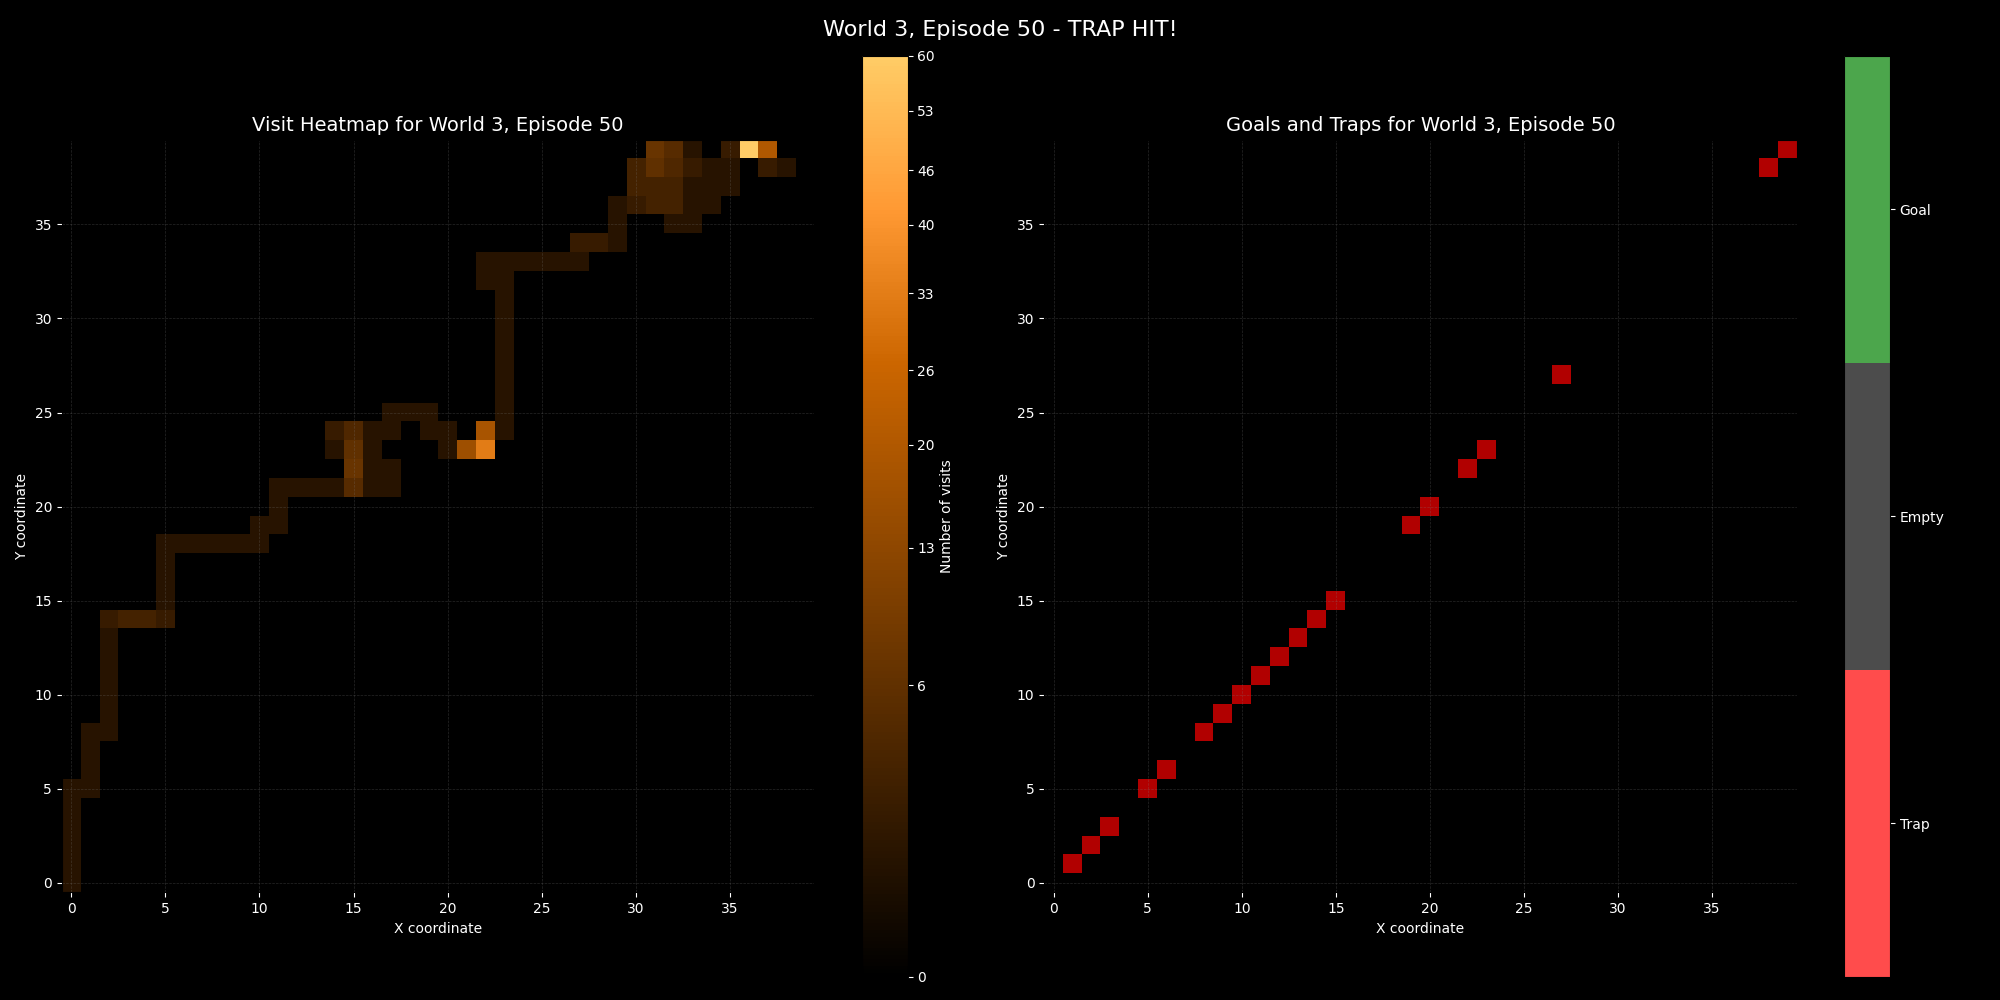 World 3, Episode 50 - TRAP HIT!
Visit Heatmap for World 3, Episode 50
Y coordinate
35
30
25
20
15
10
5
0
0 5 10 15 20 25 30 35
X coordinate
60
53
46
40
33
26
20
13
6
0
Number of visits
Goals and Traps for World 3, Episode 50
Y coordinate
35
30
25
20
15
10
5
0
0 5 10 15 20 25 30 35
X coordinate
Goal
Empty
Trap